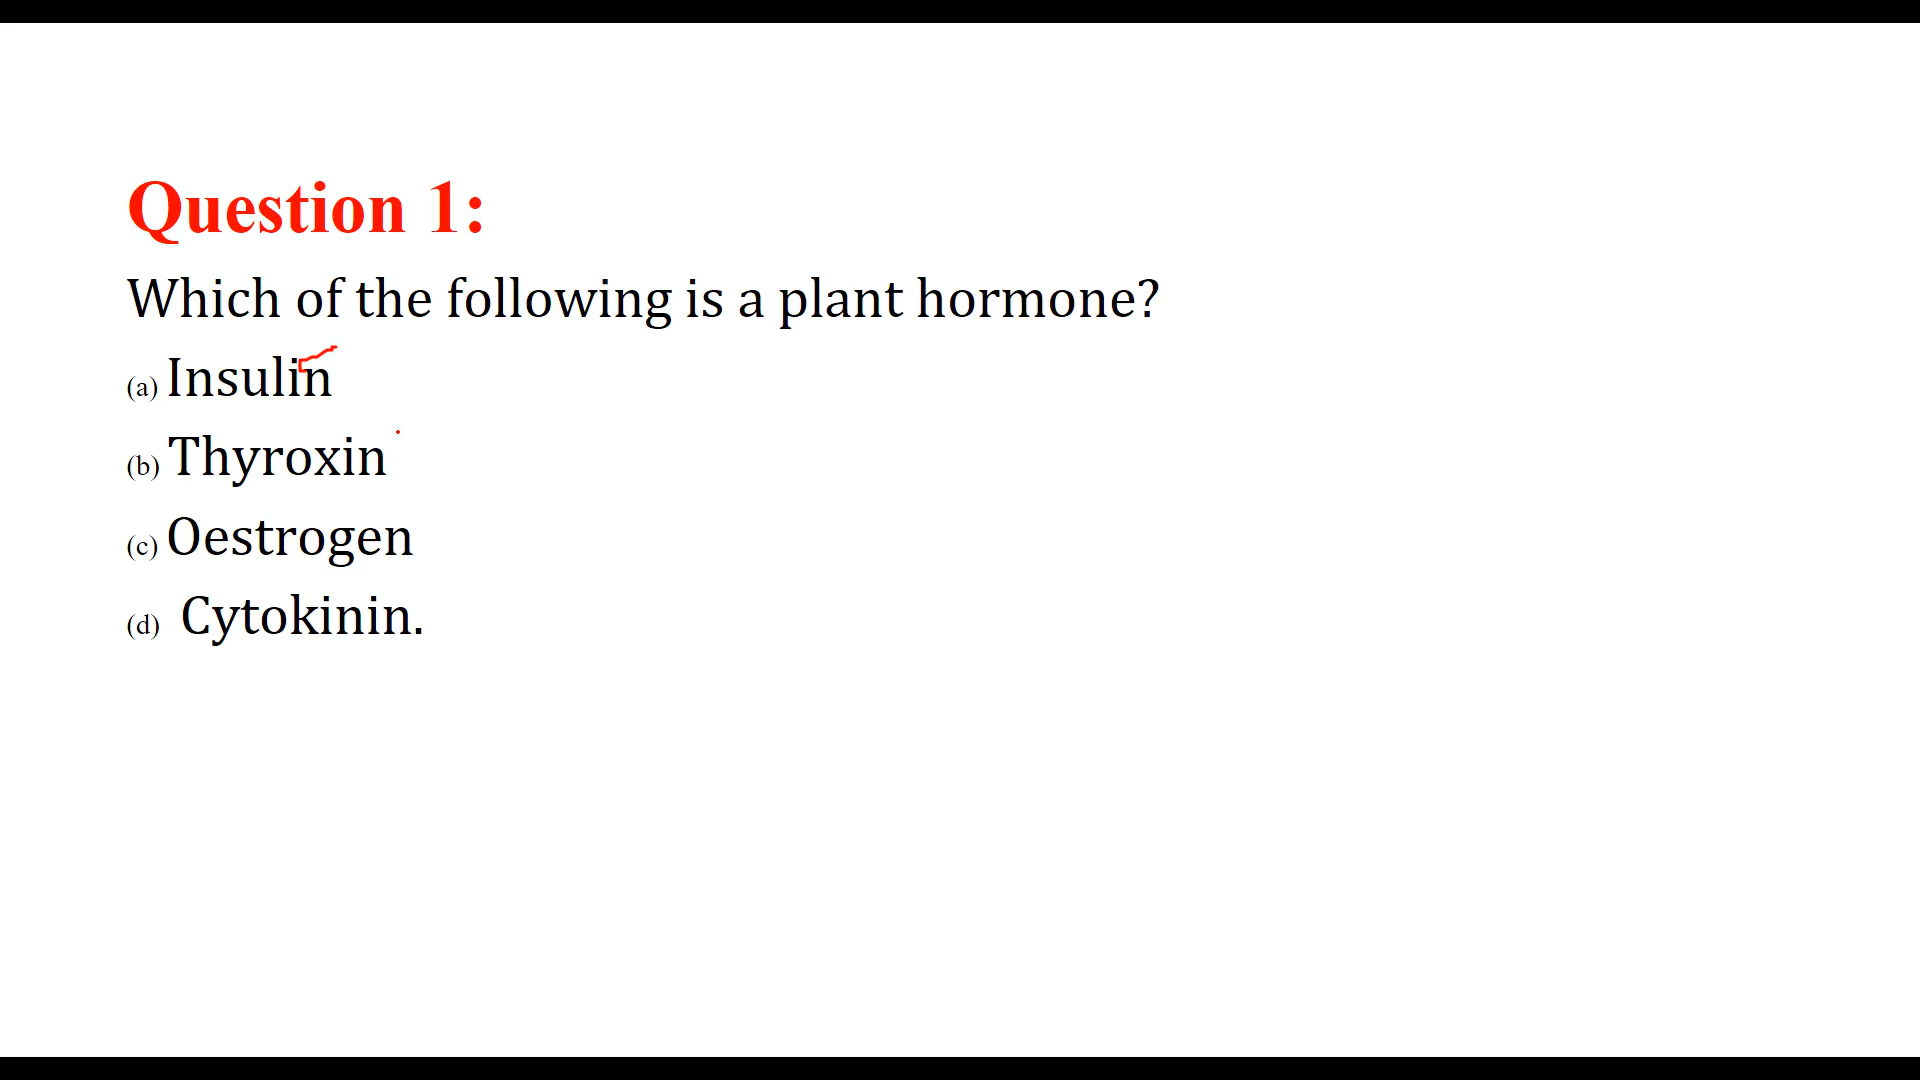 Question 1:
Which of the following is a plant hormone?
(a) Insulin
(b) Thyroxin
(c) Oestrogen
(d) Cytokinin.